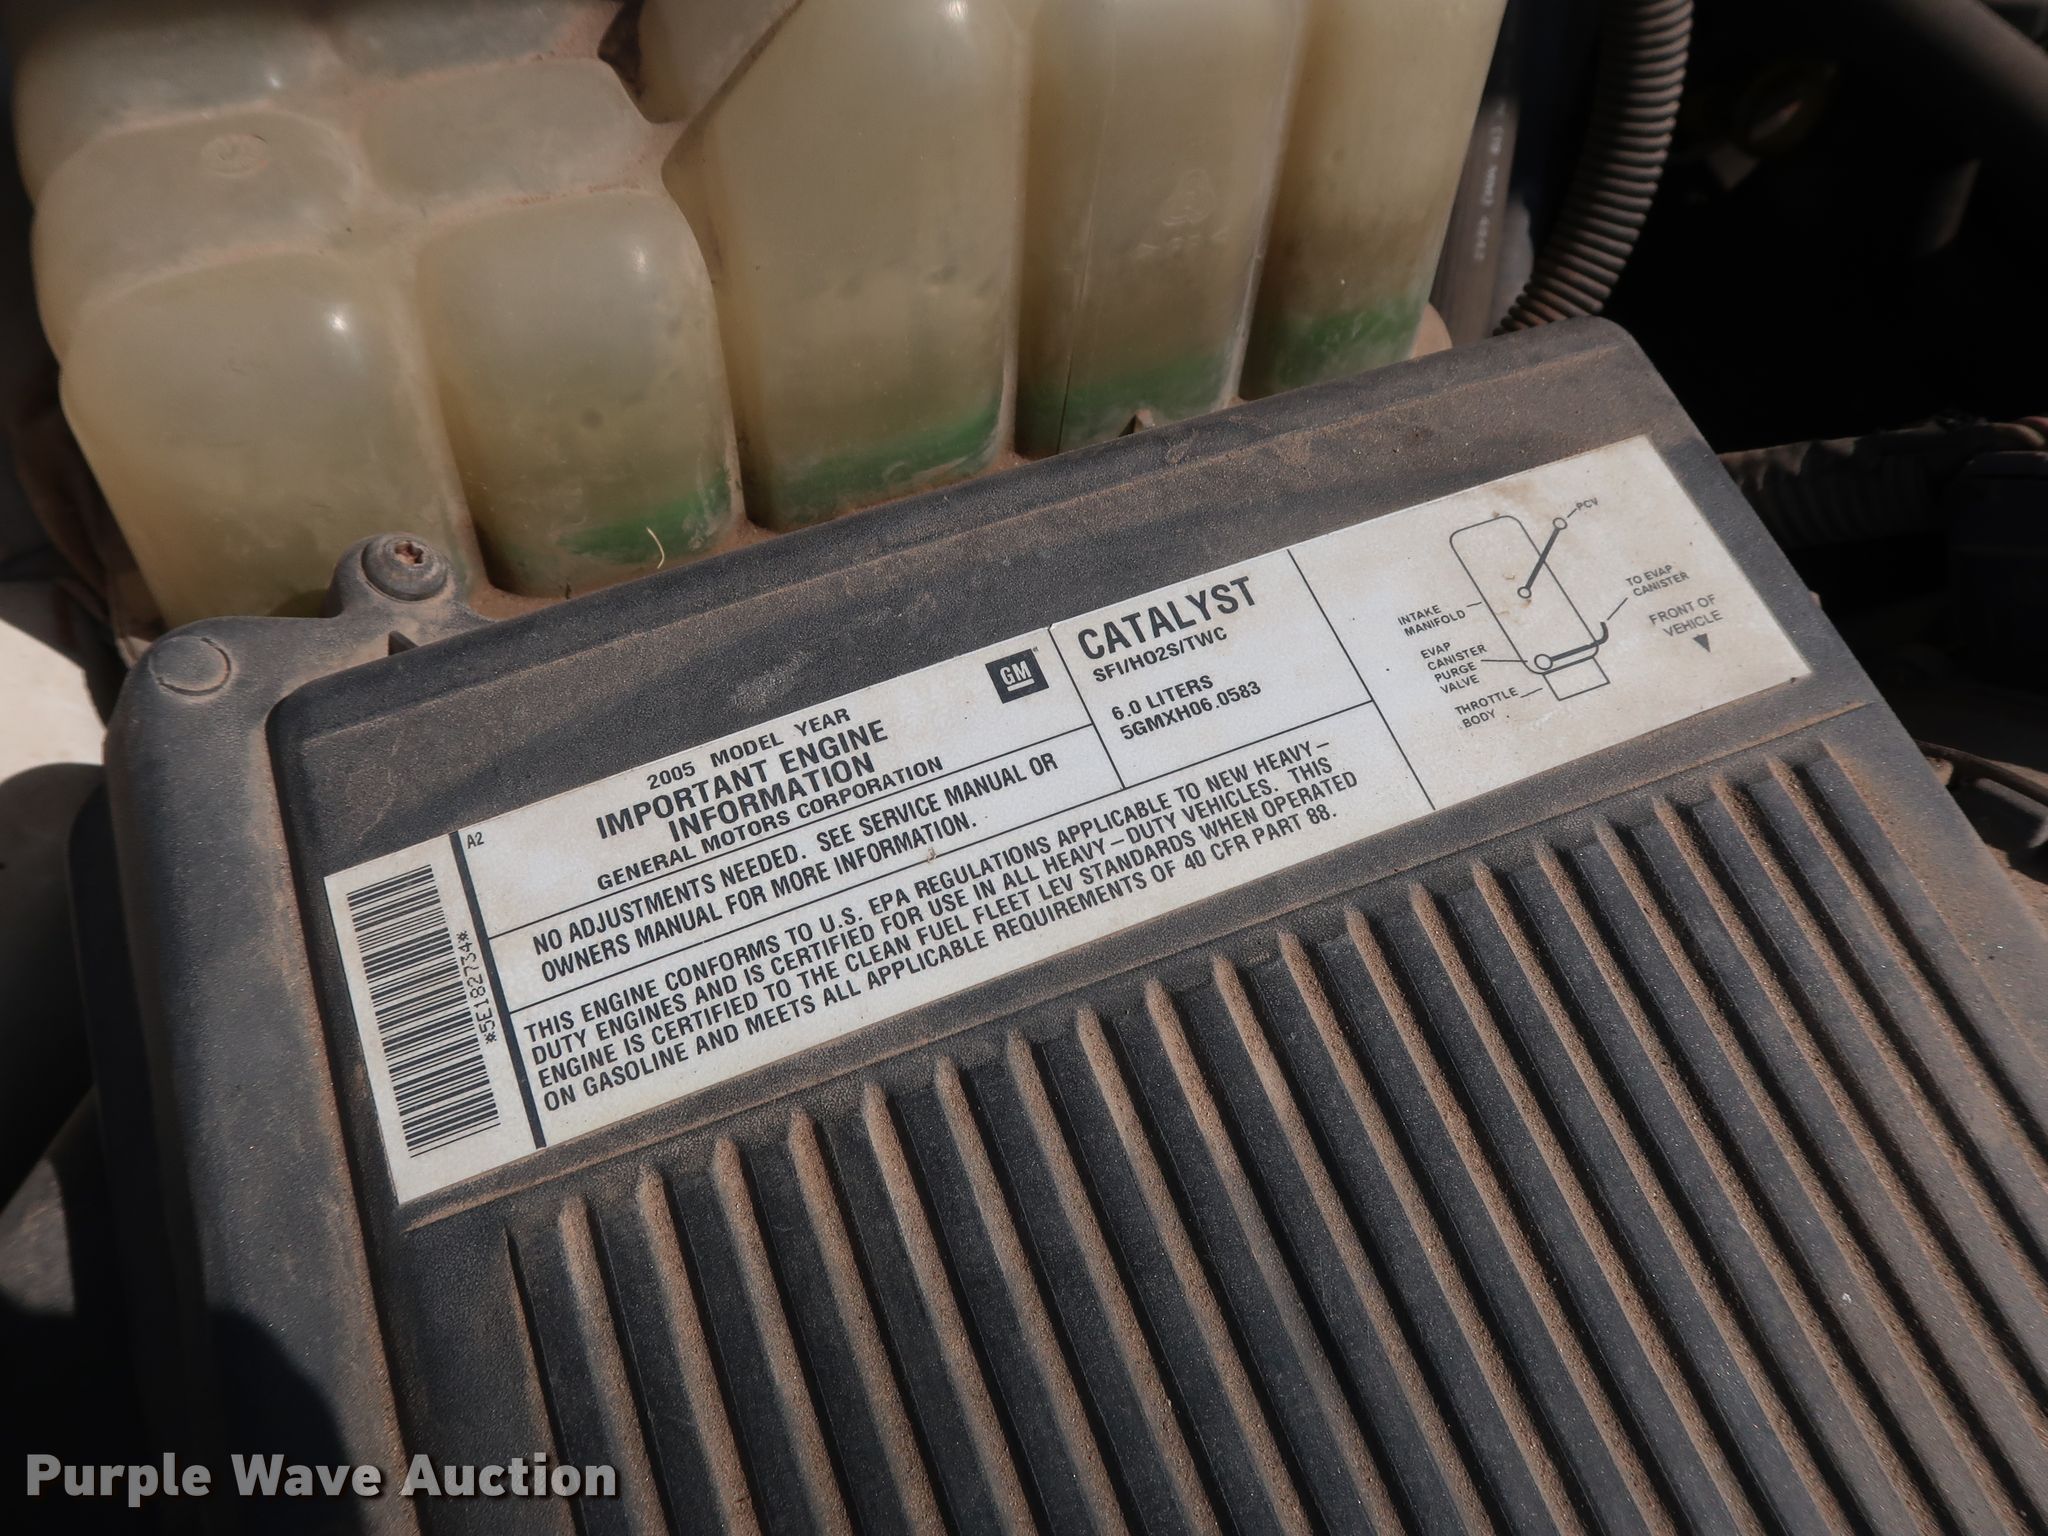 A2
2005 MODEL YEAR
IMPORTANT ENGINE
INFORMATION
GENERAL MOTORS CORPORATION
GM
NO ADJUSTMENTS NEEDED. SEE SERVICE MANUAL OR
OWNERS MANUAL FOR MORE INFORMATION.
CATALYST
SFI/HO2S/TWC
6.0 LITERS
5GMXH06.0583
THIS ENGINE CONFORMS TO U.S. EPA REGULATIONS APPLICABLE TO NEW HEAVY-
DUTY ENGINES AND IS CERTIFIED FOR USE IN ALL HEAVY-DUTY VEHICLES. THIS
ENGINE IS CERTIFIED TO THE CLEAN FUEL FLEET LEV STANDARDS WHEN OPERATED
ON GASOLINE AND MEETS ALL APPLICABLE REQUIREMENTS OF 40 CFR PART 88.
*5E182734*
PCV
INTAKE
MANIFOLD
TO EVAP
CANISTER
FRONT OF
VEHICLE
EVAP
CANISTER
PURGE
VALVE
THROTTLE
BODY
Purple Wave Auction